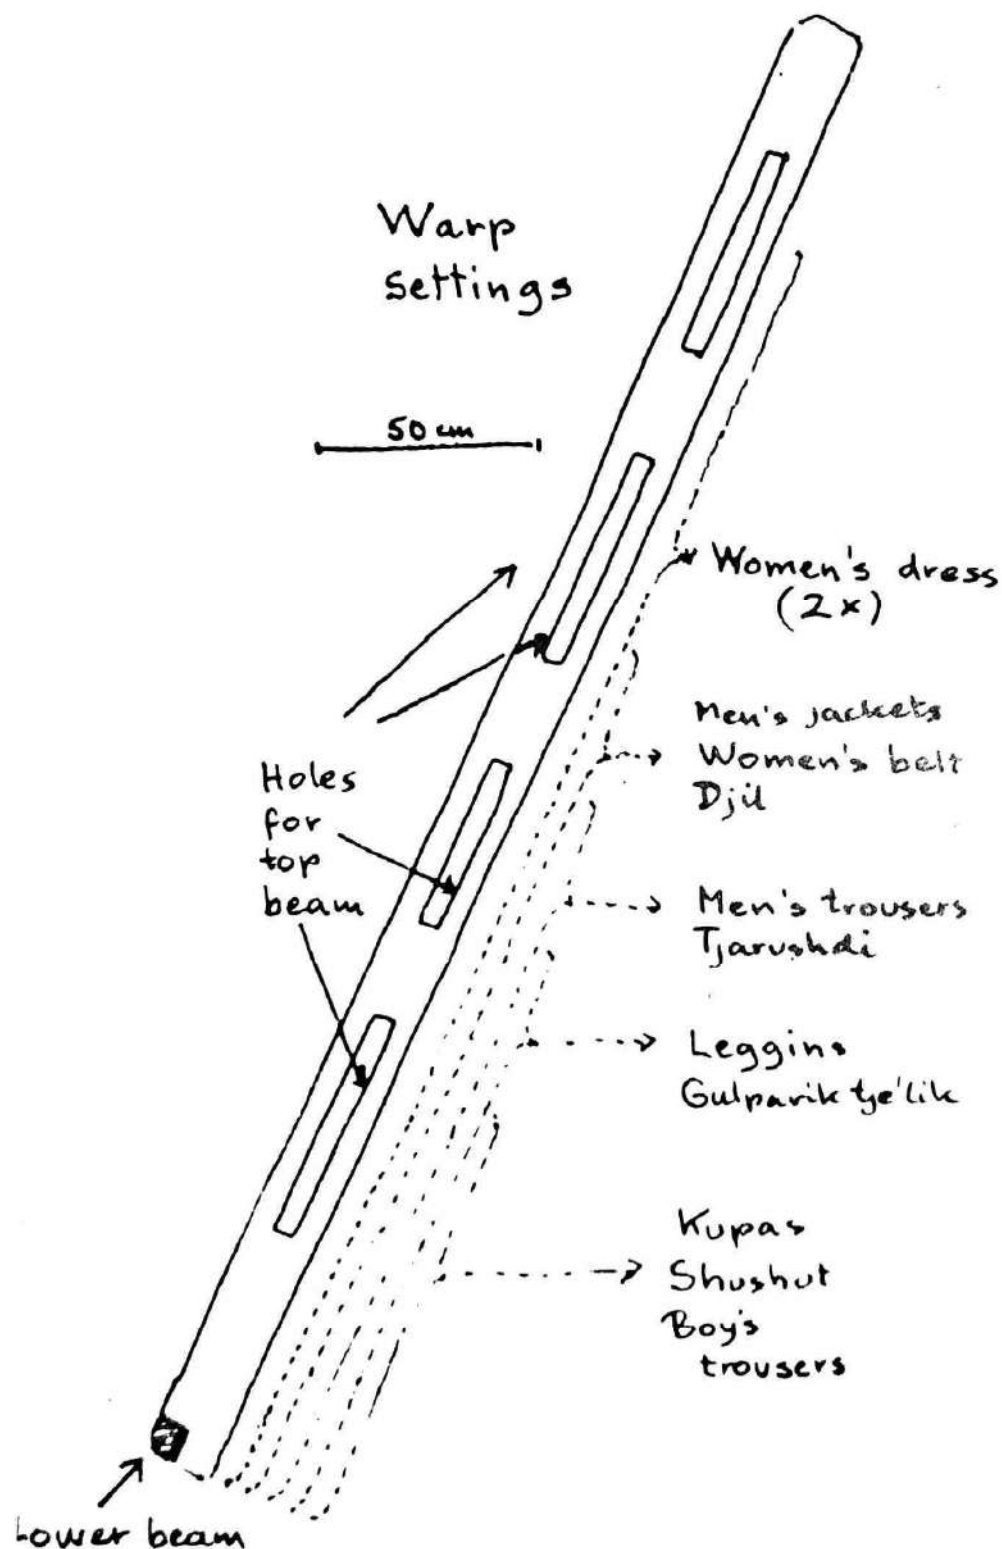 Warp
settings
50 cm
Women's dress
(2x)
Men's jackets
Women's belt
Djil
Holes
for
top
beam
Men's trousers
Tjarushdi
Leggins
Gulparik tje'lik
Kupas
Shushut
Boy's
trousers
Lower beam